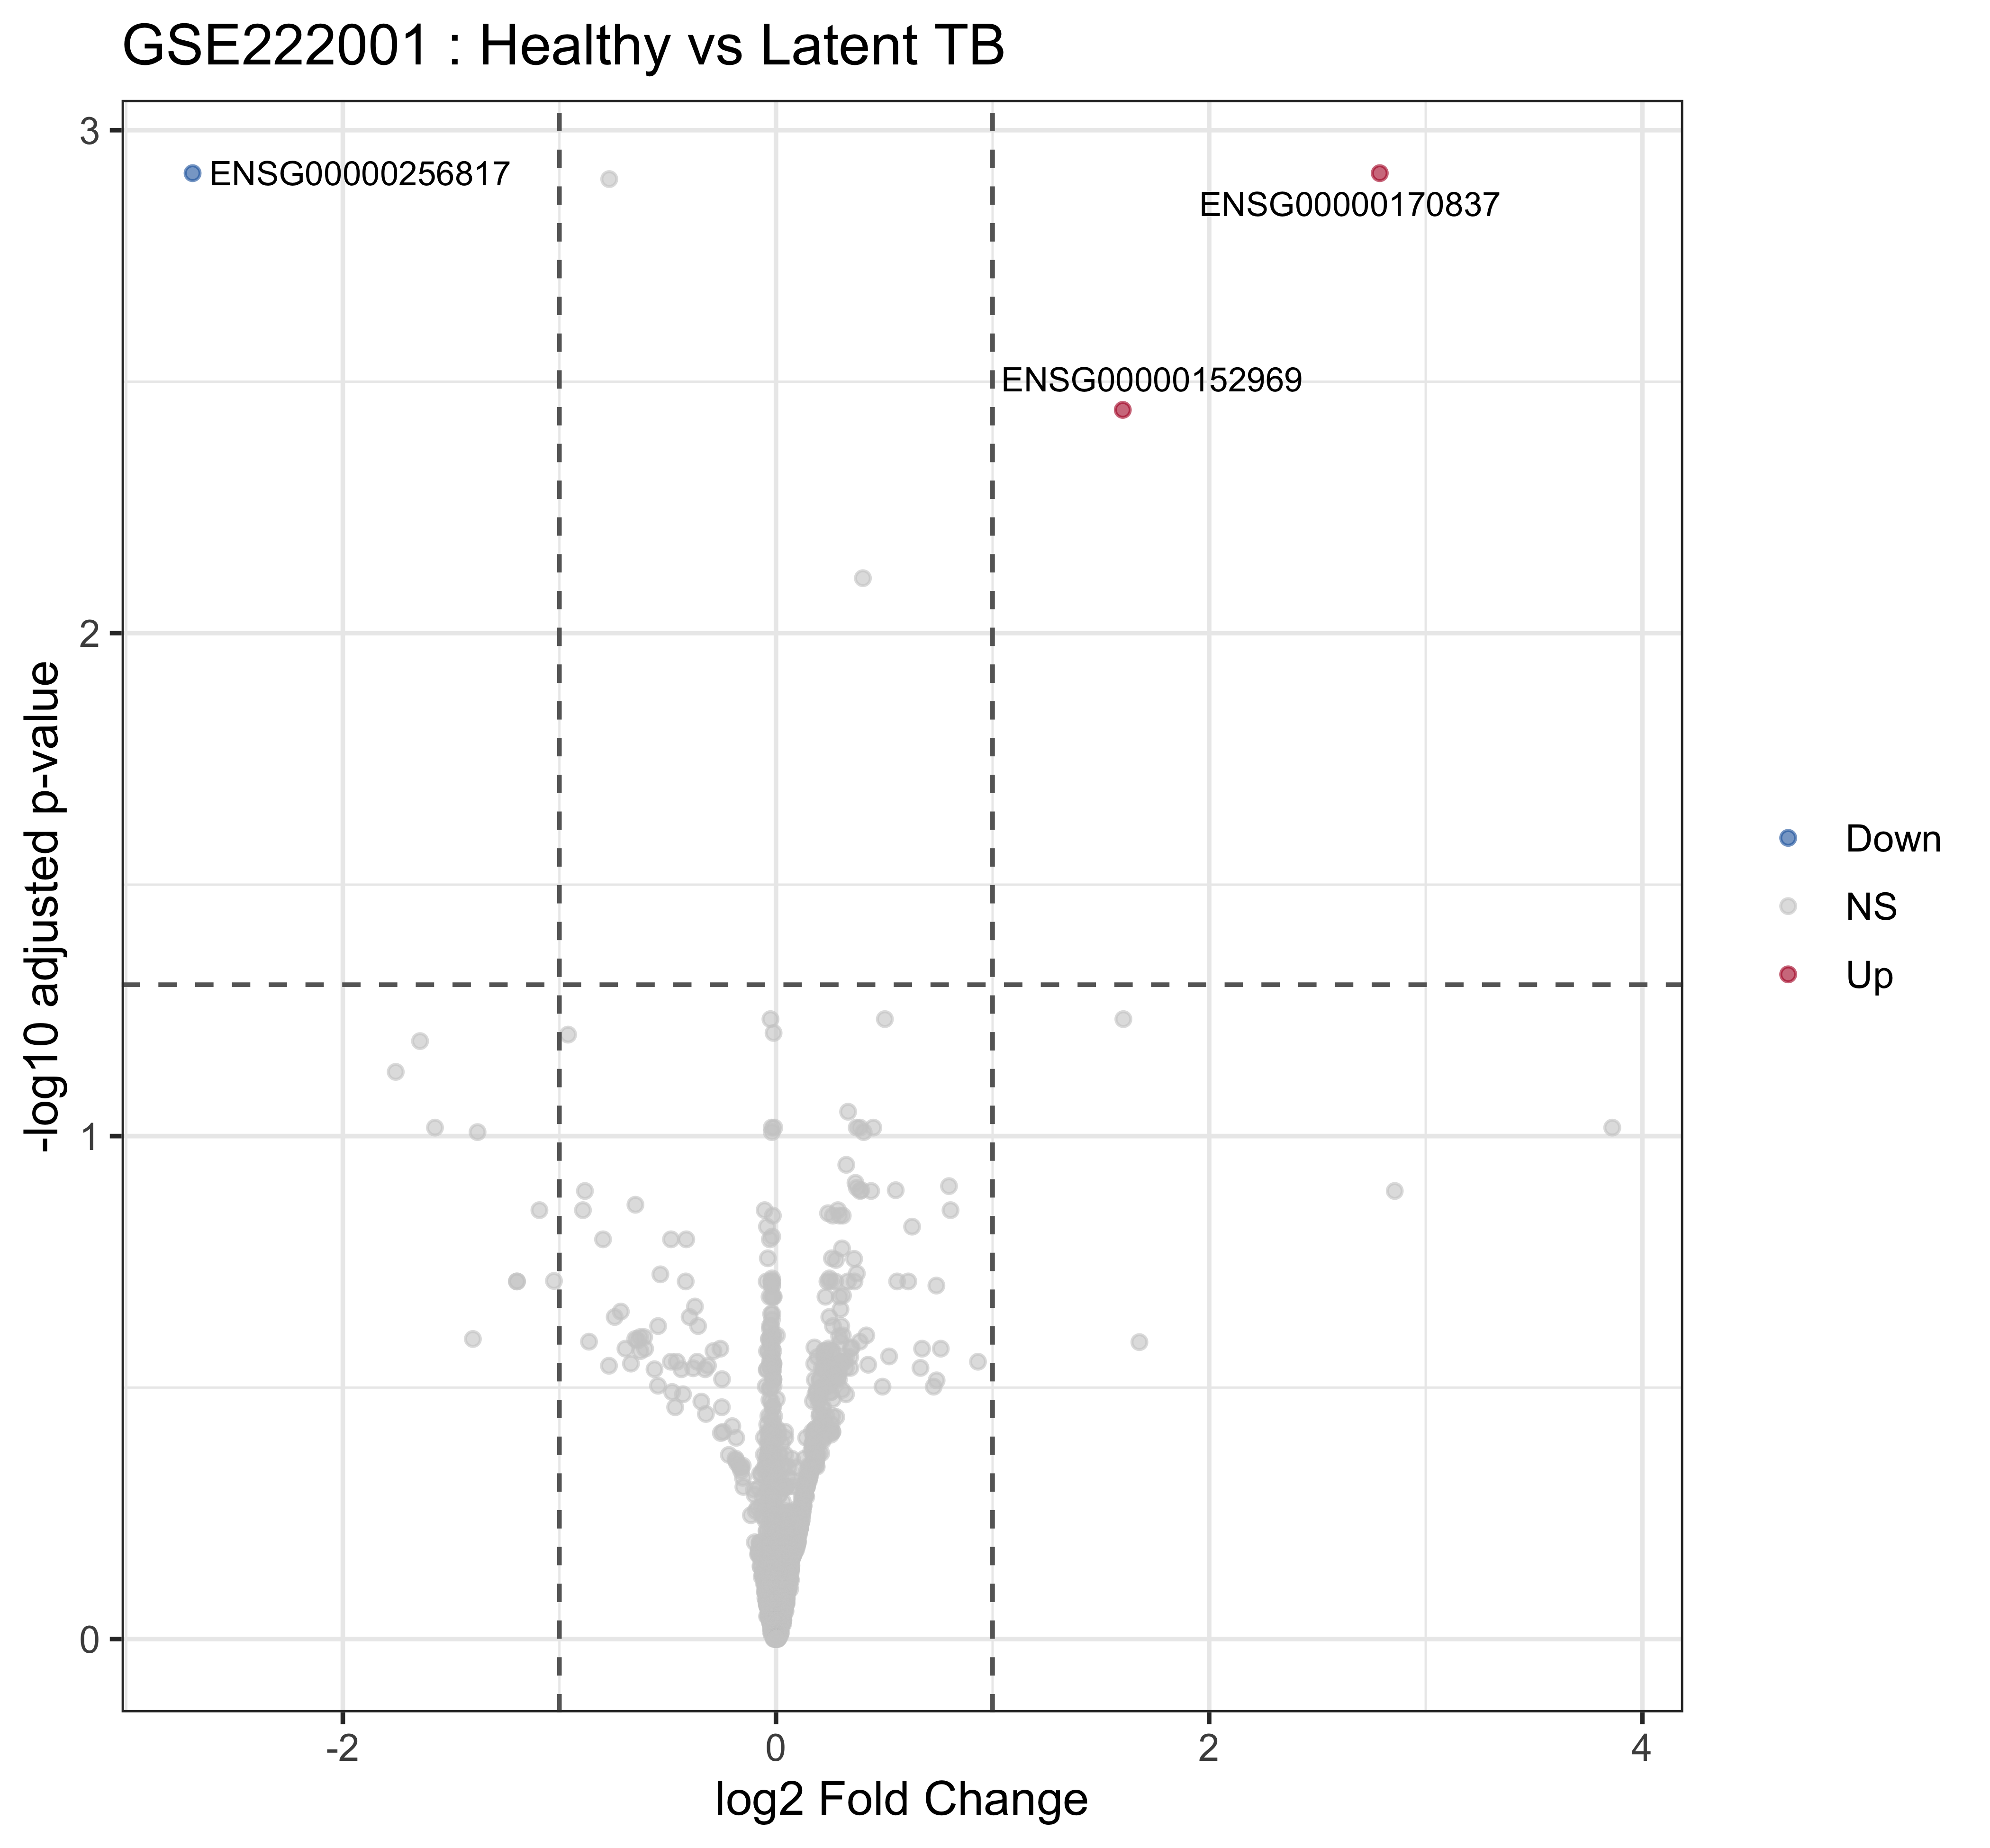 GSE222001 : Healthy vs Latent TB
3
ENSG00000256817
ENSG00000170837
ENSG00000152969
2
-log10 adjusted p-value
Down
NS
Up
1
0
-2
0
2
4
log2 Fold Change